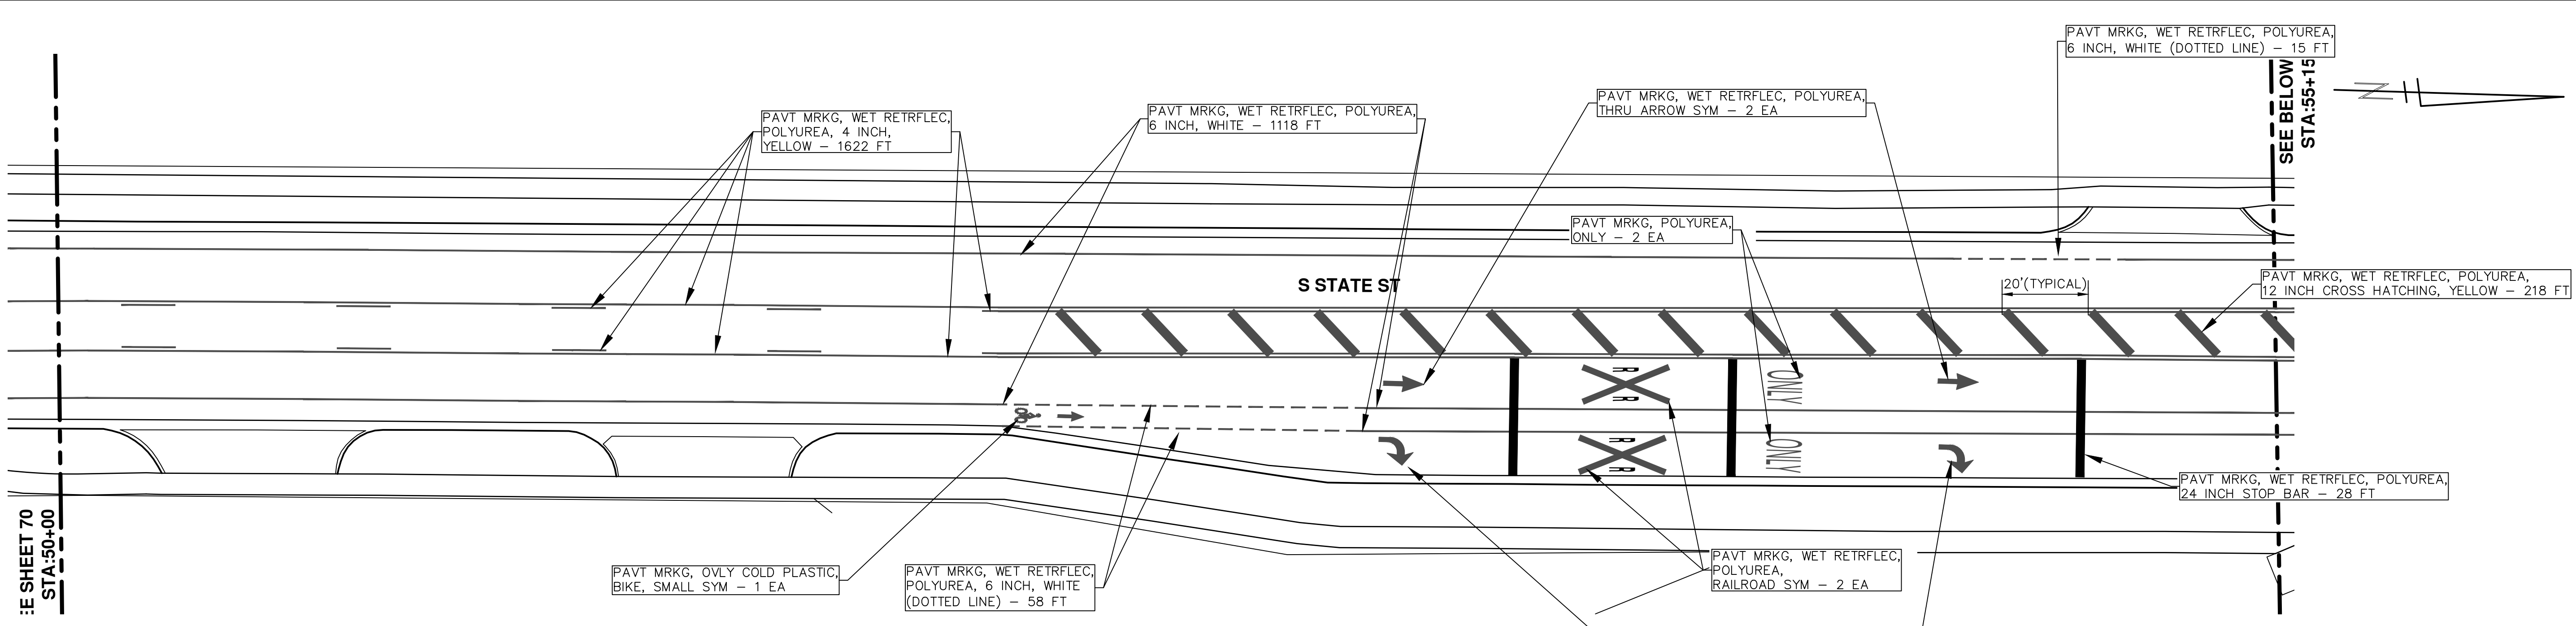 PAVT MRKG, WET RETRFLEC, POLYUREA,
6 INCH, WHITE (DOTTED LINE) – 15 FT
SEE BELOW
STA:55+15
N
PAVT MRKG, WET RETRFLEC,
POLYUREA, 4 INCH,
YELLOW – 1622 FT
PAVT MRKG, WET RETRFLEC, POLYUREA,
6 INCH, WHITE – 1118 FT
PAVT MRKG, WET RETRFLEC, POLYUREA,
THRU ARROW SYM – 2 EA
PAVT MRKG, POLYUREA,
ONLY – 2 EA
S STATE ST
20'(TYPICAL)
PAVT MRKG, WET RETRFLEC, POLYUREA,
12 INCH CROSS HATCHING, YELLOW – 218 FT
R
R
ONLY
R
R
ONLY
PAVT MRKG, WET RETRFLEC, POLYUREA,
24 INCH STOP BAR – 28 FT
E SHEET 70
STA:50+00
PAVT MRKG, OVLY COLD PLASTIC,
BIKE, SMALL SYM – 1 EA
PAVT MRKG, WET RETRFLEC,
POLYUREA, 6 INCH, WHITE
(DOTTED LINE) – 58 FT
PAVT MRKG, WET RETRFLEC,
POLYUREA,
RAILROAD SYM – 2 EA